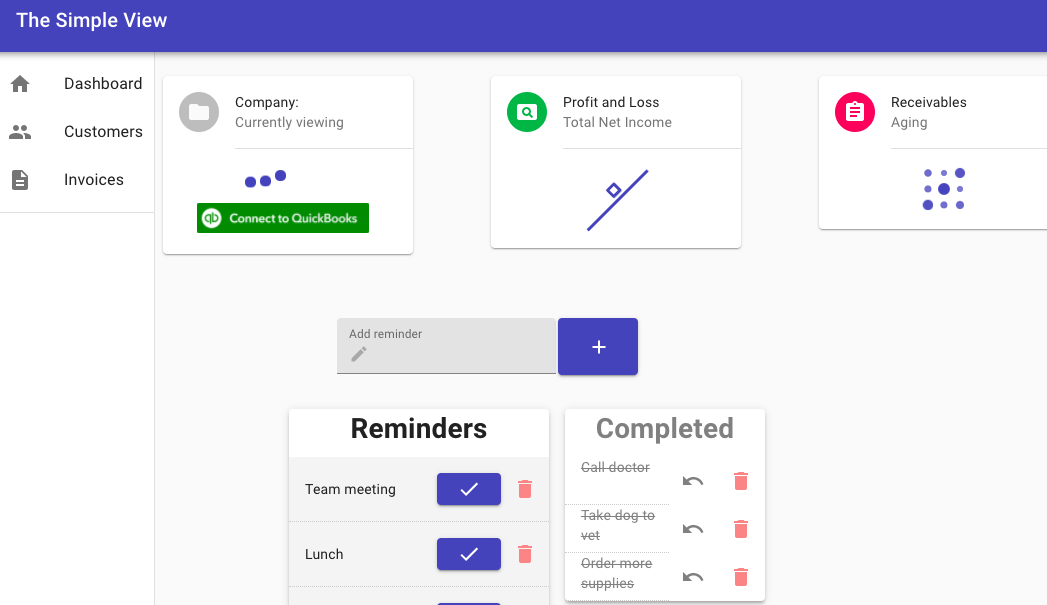 The Simple View
Dashboard
Customers
Invoices
Company:
Currently viewing
qb Connect to QuickBooks
Profit and Loss
Total Net Income
Receivables
Aging
Add reminder
Reminders
Team meeting
Lunch
Completed
Call doctor
Take dog to
vet
Order more
supplies